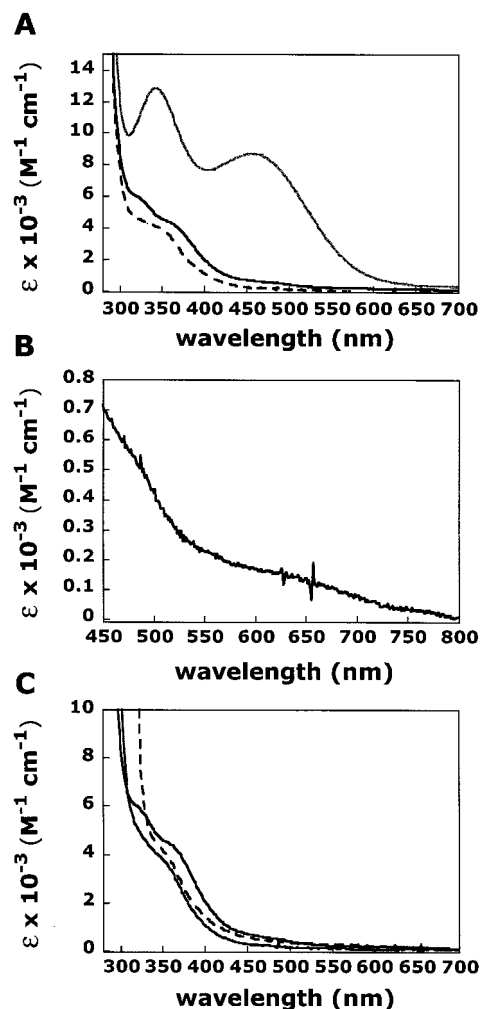 A
14
12
10
8
6
4
2
0
ε x 10⁻³ (M⁻¹ cm⁻¹)
300 350 400 450 500 550 600 650 700
wavelength (nm)
B
0.8
0.7
0.6
0.5
0.4
0.3
0.2
0.1
0
ε x 10⁻³ (M⁻¹ cm⁻¹)
450 500 550 600 650 700 750 800
wavelength (nm)
C
10
8
6
4
2
0
ε x 10⁻³ (M⁻¹ cm⁻¹)
300 350 400 450 500 550 600 650 700
wavelength (nm)